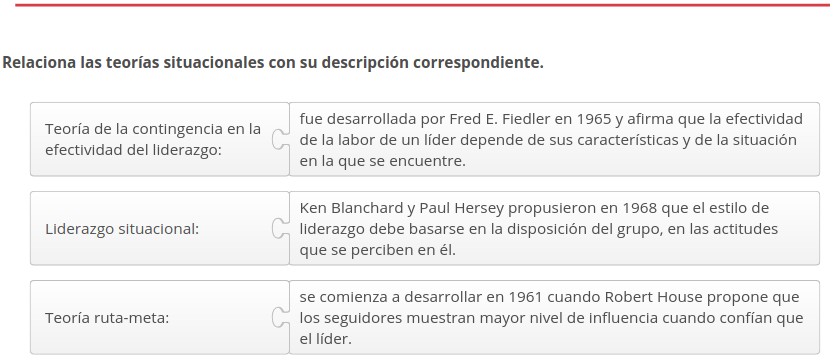 Relaciona las teorías situacionales con su descripción correspondiente.
Teoría de la contingencia en la
efectividad del liderazgo:
fue desarrollada por Fred E. Fiedler en 1965 y afirma que la efectividad
de la labor de un líder depende de sus características y de la situación
en la que se encuentre.
Liderazgo situacional:
Ken Blanchard y Paul Hersey propusieron en 1968 que el estilo de
liderazgo debe basarse en la disposición del grupo, en las actitudes
que se perciben en él.
Teoría ruta-meta:
se comienza a desarrollar en 1961 cuando Robert House propone que
los seguidores muestran mayor nivel de influencia cuando confían que
el líder.